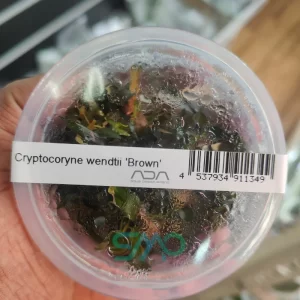 Cryptocoryne wendtii 'Brown'
ADA
4 537934 911349